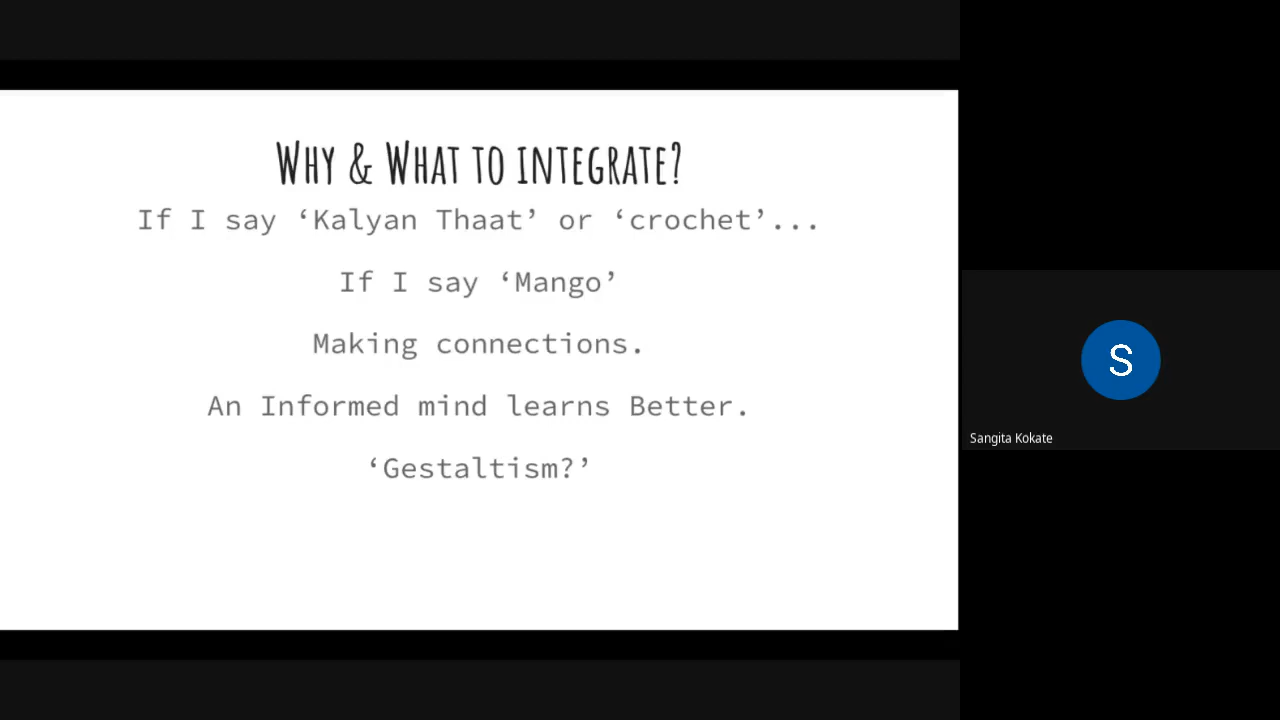 Why & What to integrate?
If I say ‘Kalyan Thaat’ or ‘crochet’...
If I say ‘Mango’
Making connections.
An Informed mind learns Better.
‘Gestaltism?’
S
Sangita Kokate